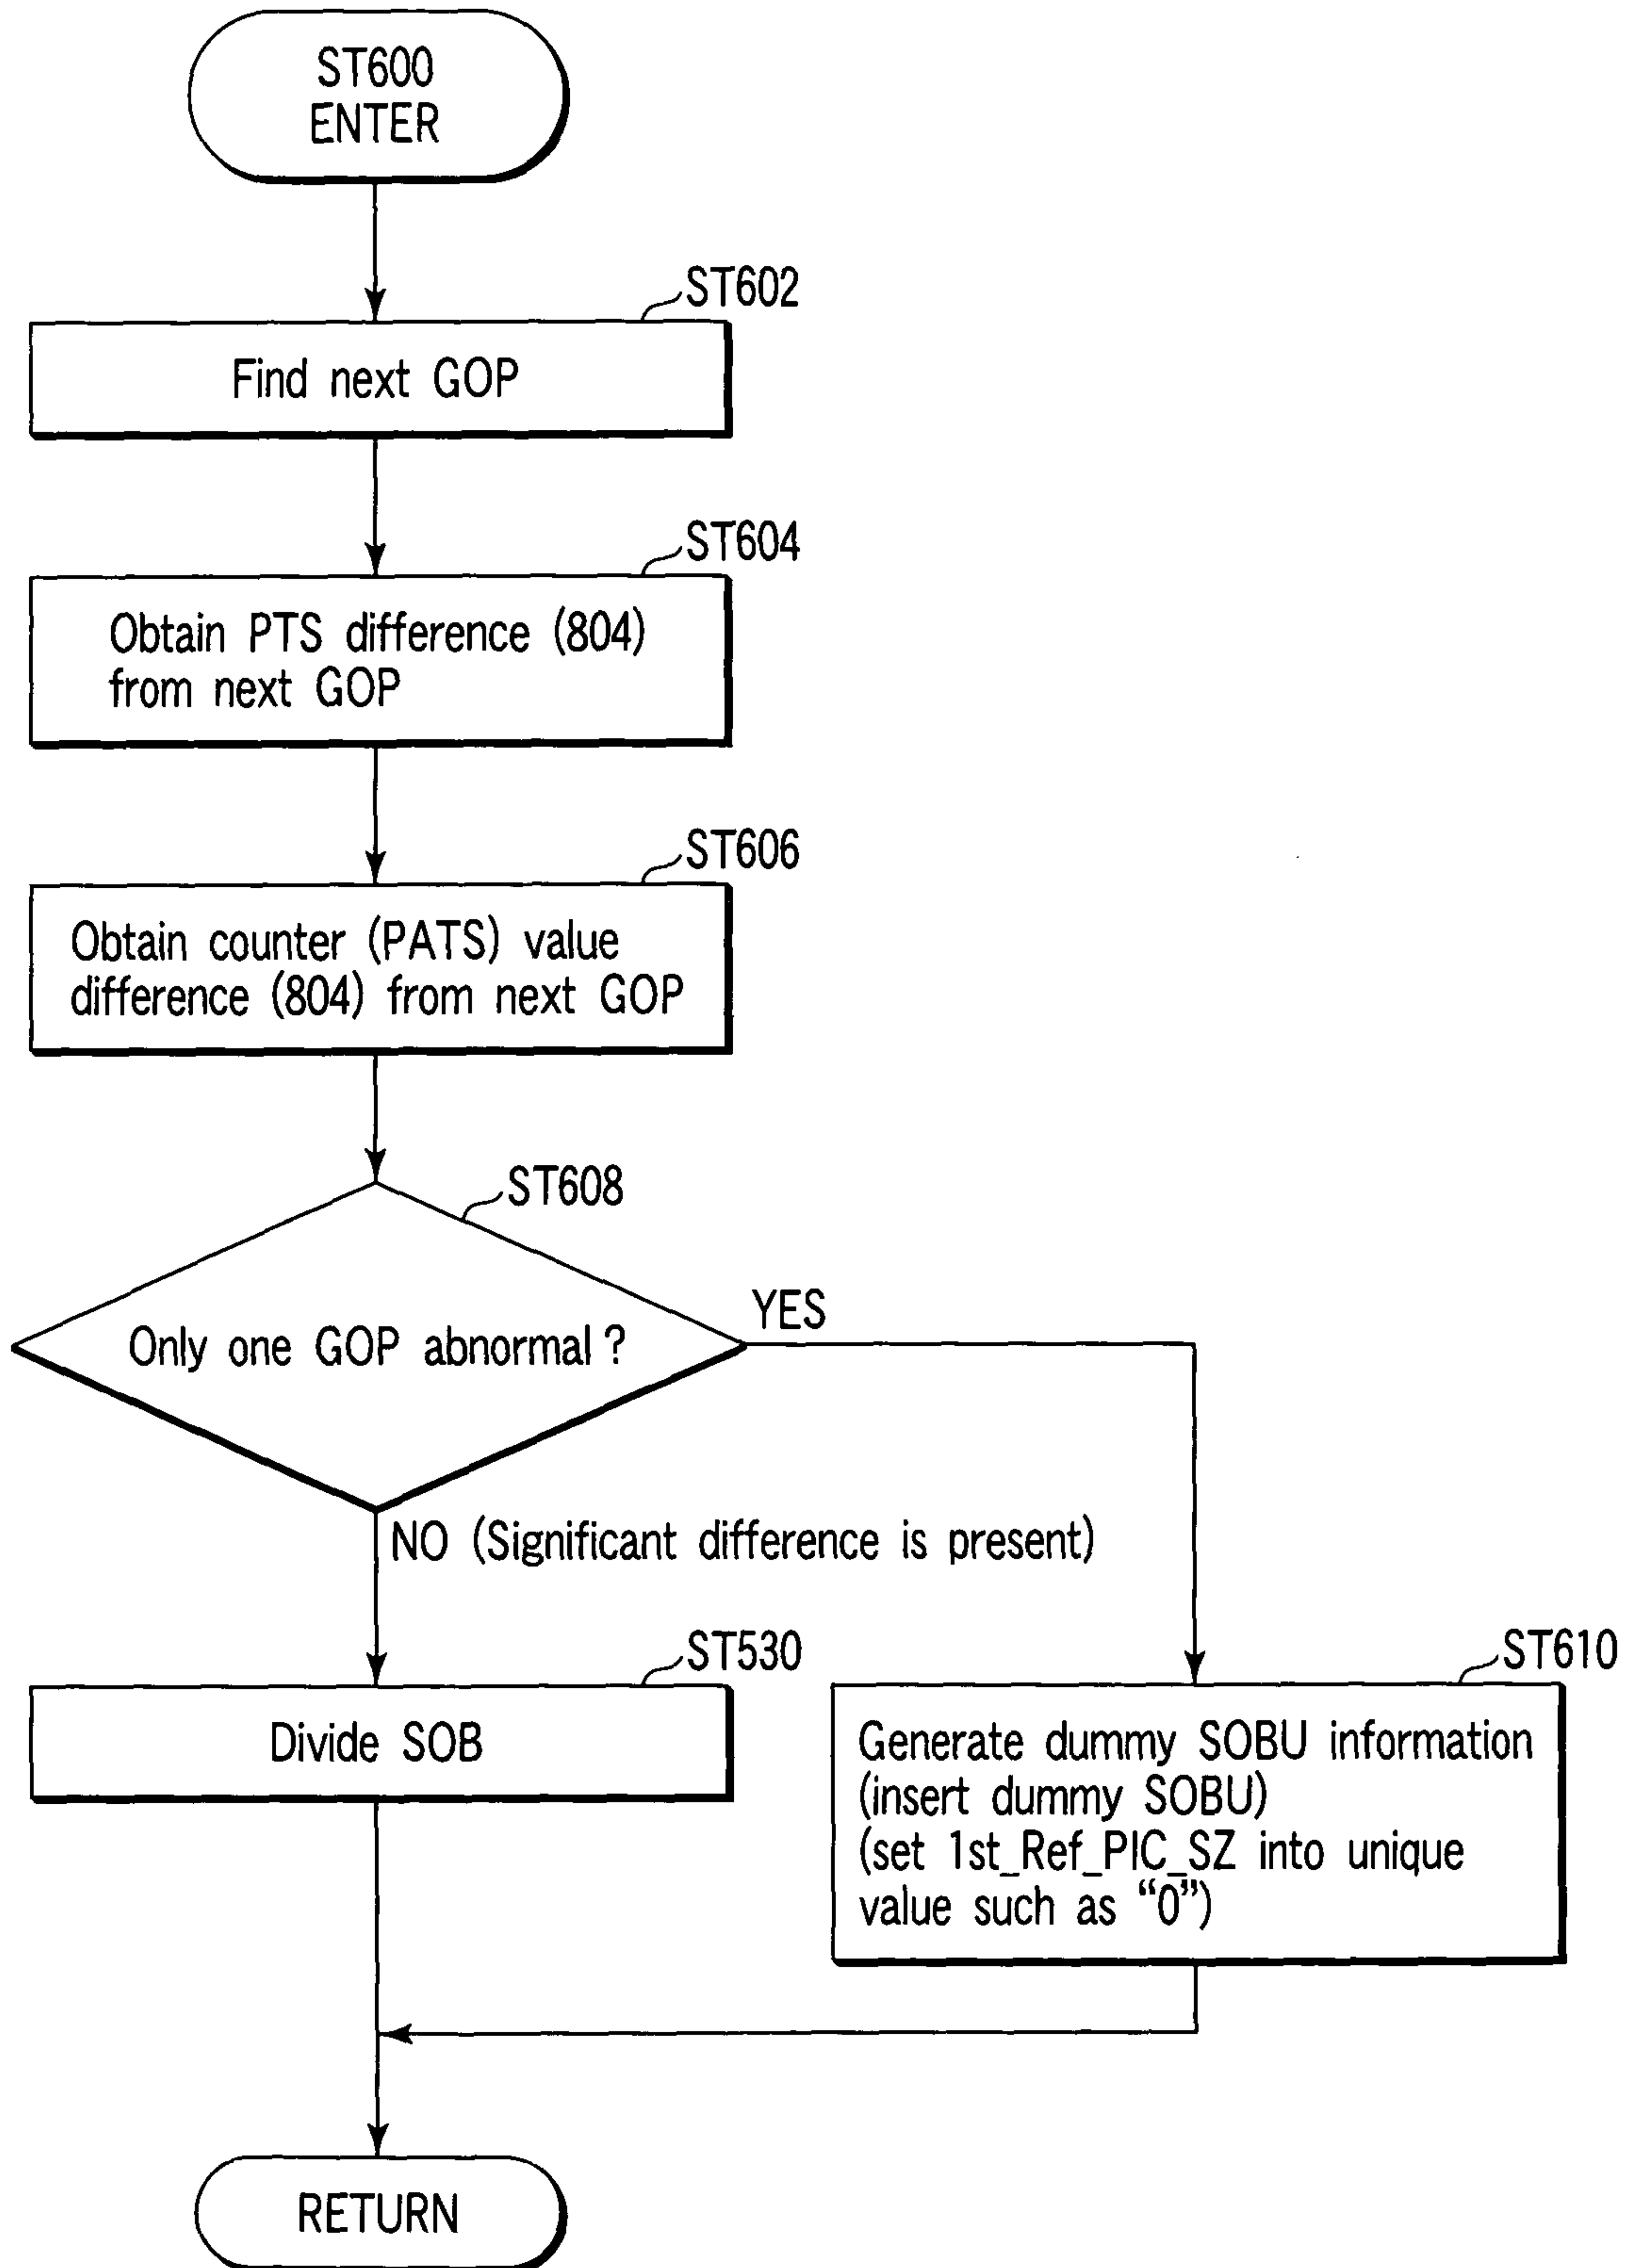 ST600
ENTER
ST602
Find next GOP
ST604
Obtain PTS difference (804)
from next GOP
ST606
Obtain counter (PATS) value
difference (804) from next GOP
ST608
Only one GOP abnormal?
YES
NO (Significant difference is present)
ST530
Divide SOB
ST610
Generate dummy SOBU information
(insert dummy SOBU)
(set 1st_Ref_PIC_SZ into unique
value such as “0”)
RETURN